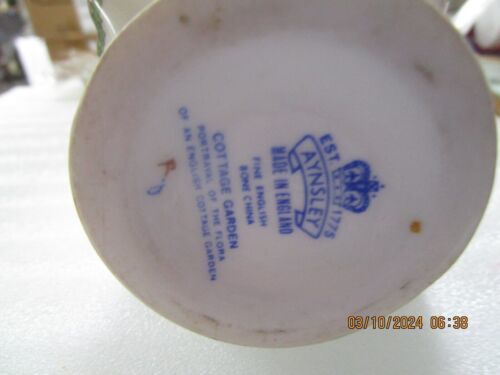 EST 1775
AYNSLEY
MADE IN ENGLAND
FINE ENGLISH
BONE CHINA
COTTAGE GARDEN
PORTRAYAL OF THE FLORA
OF AN ENGLISH COTTAGE GARDEN
03/10/2024 06:38